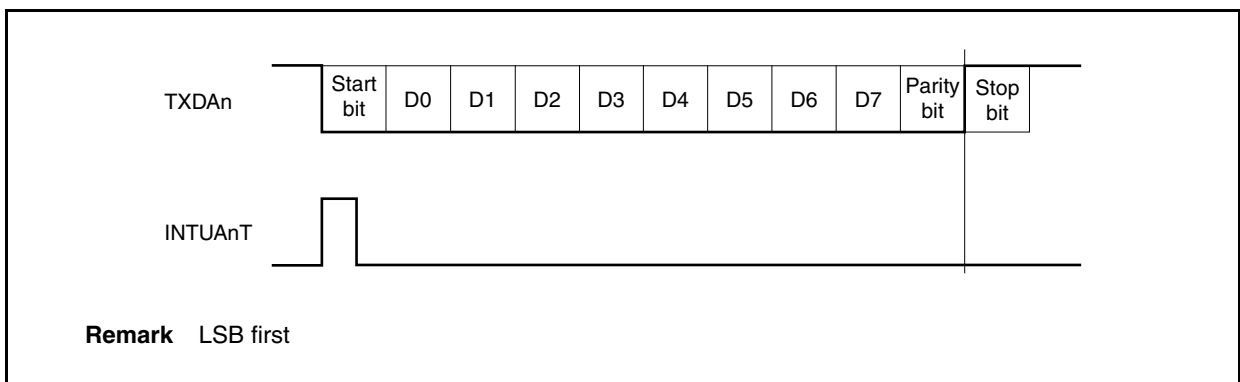 TXDAn
Start bit
D0
D1
D2
D3
D4
D5
D6
D7
Parity bit
Stop bit
INTUAnT
Remark LSB first